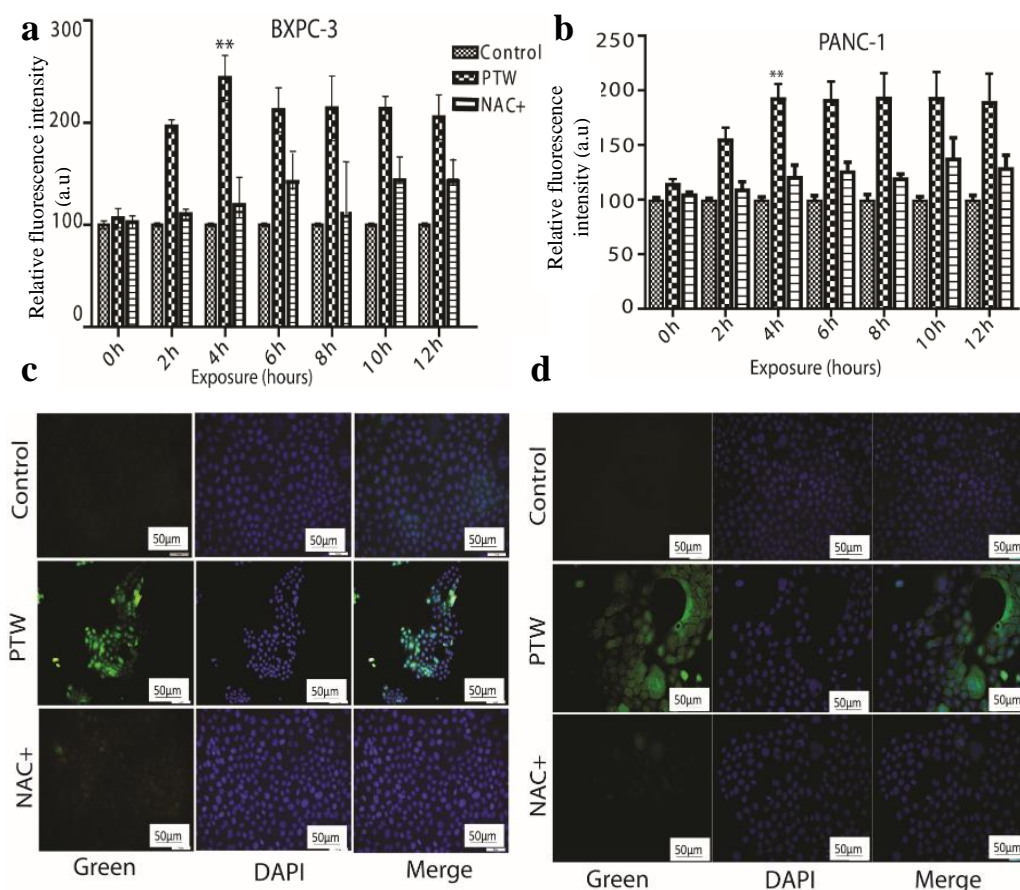 a
BXPC-3
Relative fluorescence intensity
(a.u)
300
200
100
0
**
Control
PTW
NAC+
0h
2h
4h
6h
8h
10h
12h
Exposure (hours)
b
PANC-1
Relative fluorescence
intensity (a.u)
250
200
150
100
50
0
**
0h
2h
4h
6h
8h
10h
12h
Exposure (hours)
c
Control
50µm
50µm
50µm
PTW
50µm
50µm
50µm
NAC+
50µm
50µm
50µm
Green
DAPI
Merge
d
Control
50µm
50µm
50µm
PTW
50µm
50µm
50µm
NAC+
50µm
50µm
50µm
Green
DAPI
Merge